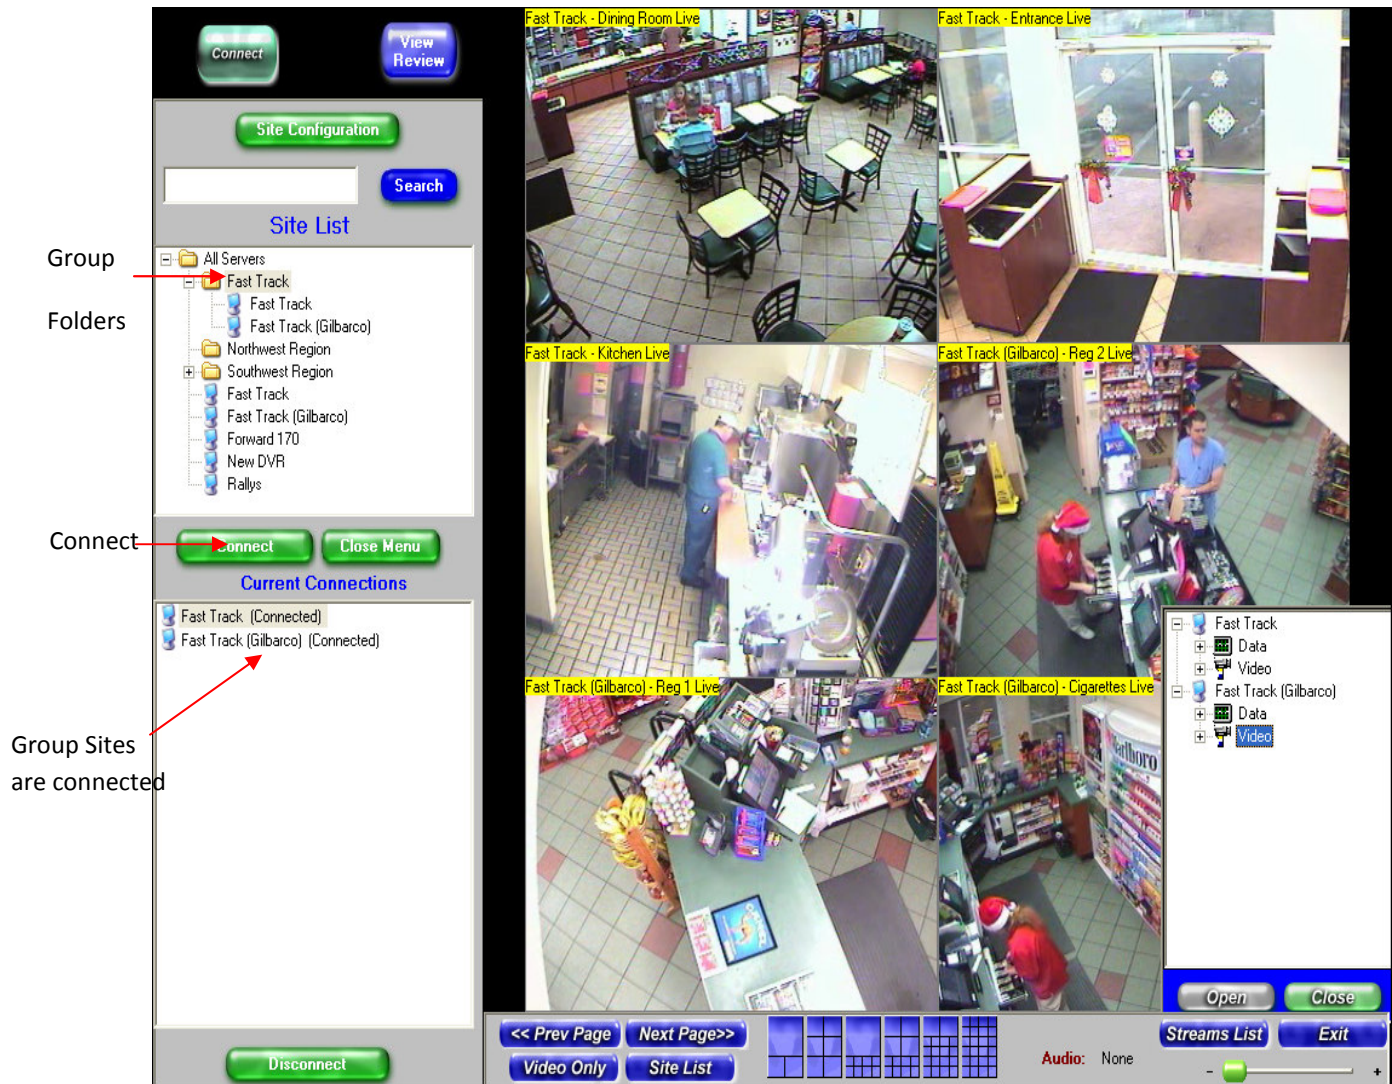 Connect
View
Review
Site Configuration
Search
Site List
Group
Folders
All Servers
Fast Track
Fast Track
Fast Track (Gilbarco)
Northwest Region
Southwest Region
Fast Track
Fast Track (Gilbarco)
Forward 170
New DVR
Rallys
Connect
Connect
Close Menu
Current Connections
Fast Track (Connected)
Fast Track (Gilbarco) (Connected)
Group Sites
are connected
Disconnect
Fast Track - Dining Room Live
Fast Track - Entrance Live
Fast Track - Kitchen Live
Fast Track (Gilbarco) - Reg 2 Live
Fast Track (Gilbarco) - Reg 1 Live
Fast Track (Gilbarco) - Cigarettes Live
Marlboro
Fast Track
Data
Video
Fast Track (Gilbarco)
Data
Video
Open
Close
<< Prev Page
Next Page>>
Video Only
Site List
Audio: None
Streams List
Exit
- +